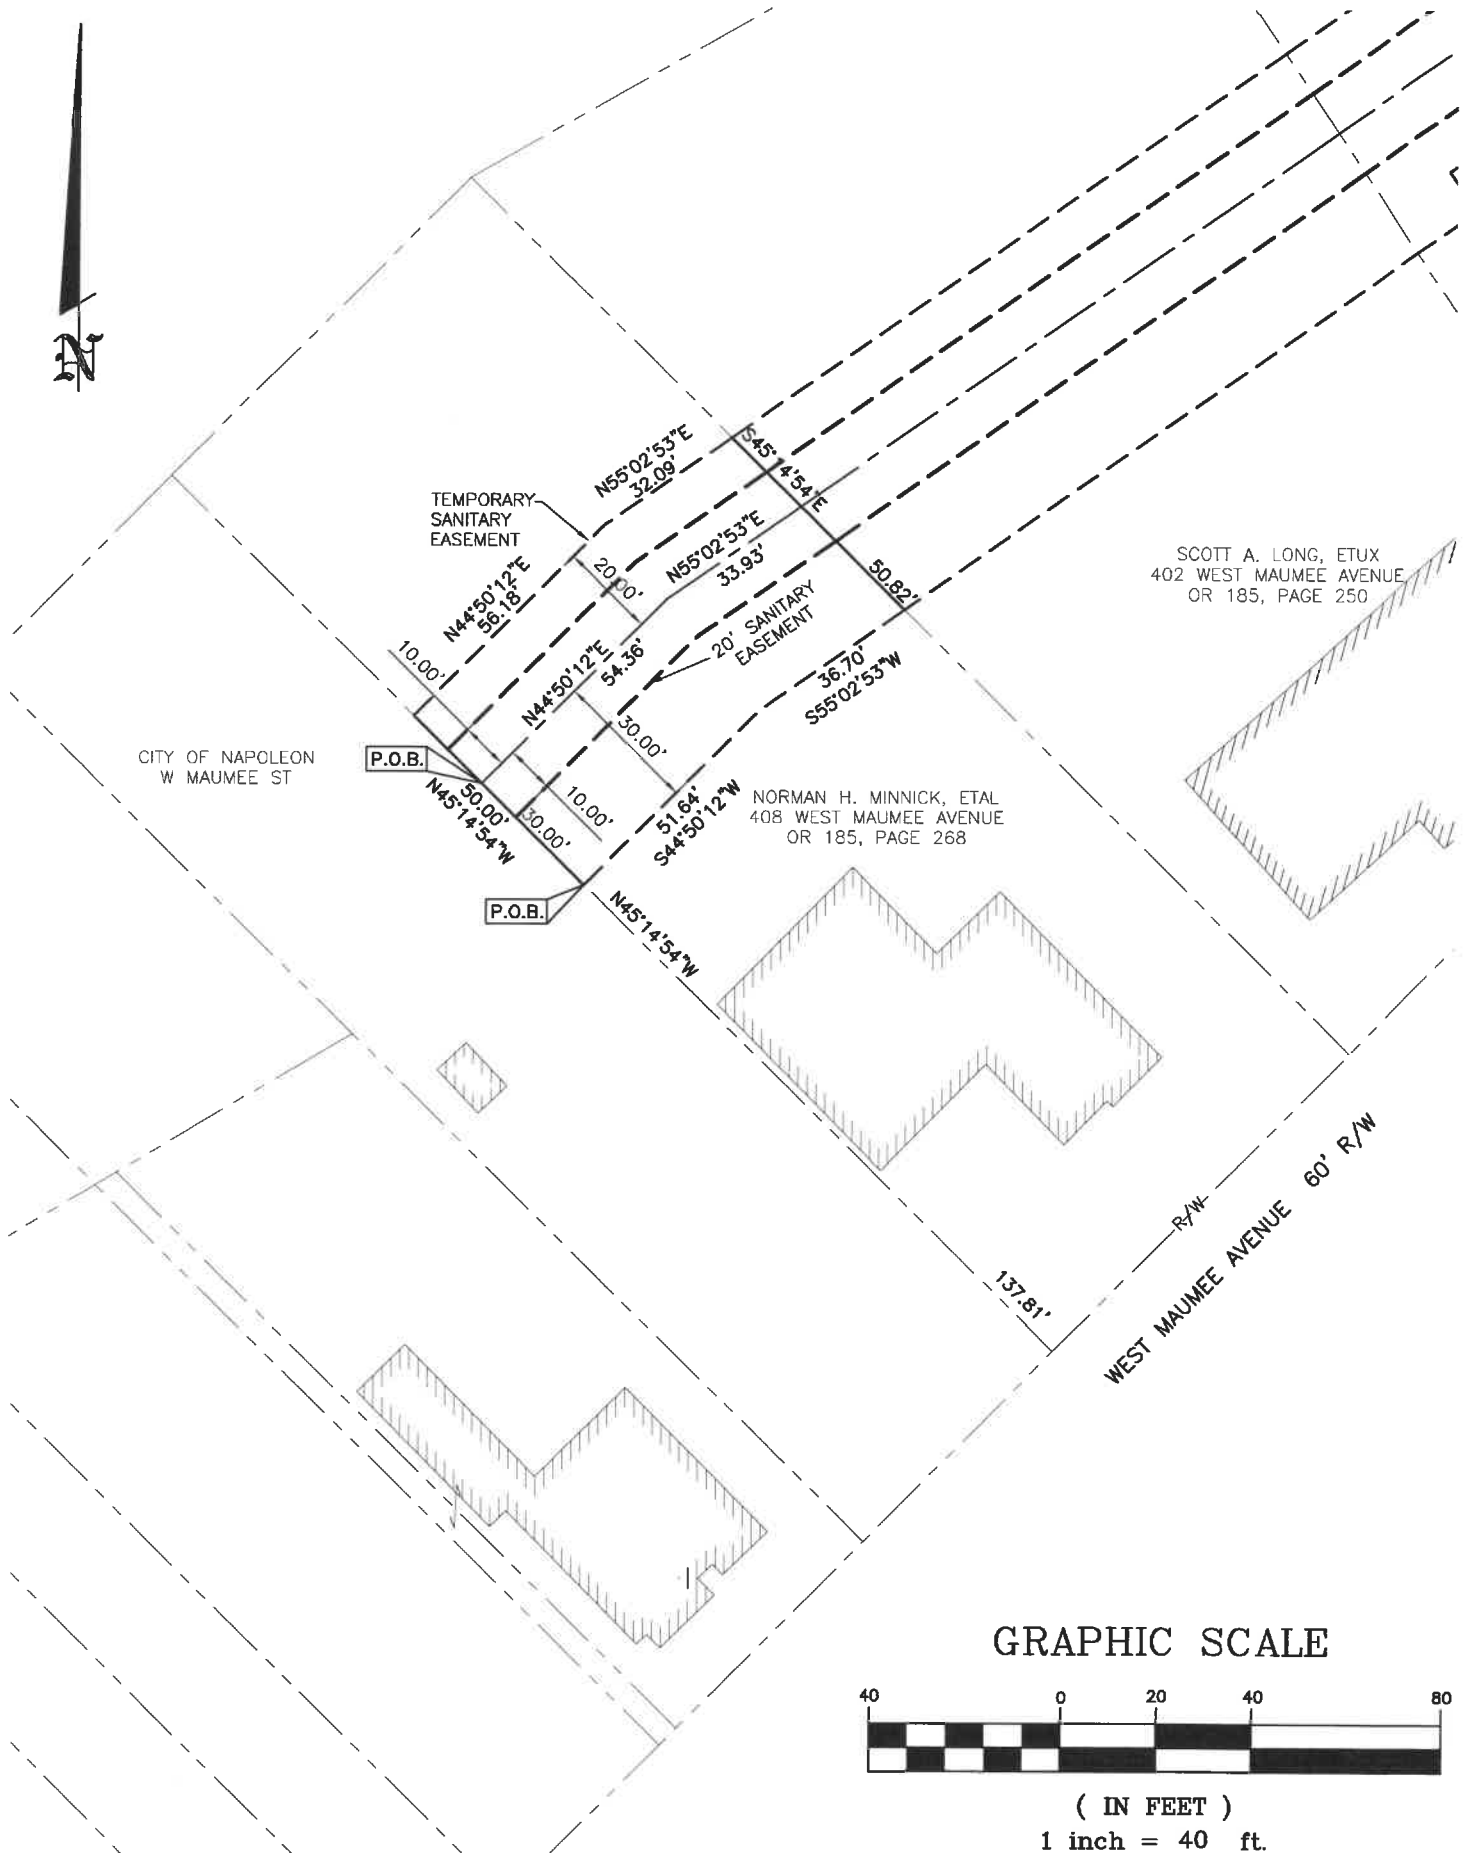 N
N55°02'53"E
32.09'
S45°14'54"E
50.82'
TEMPORARY
SANITARY
EASEMENT
N55°02'53"E
33.93'
20.00'
N44°50'12"E
56.18'
20' SANITARY
EASEMENT
SCOTT A. LONG, ETUX
402 WEST MAUMEE AVENUE
OR 185, PAGE 250
10.00'
N44°50'12"E
54.36'
36.70'
S55°02'53"W
30.00'
CITY OF NAPOLEON
W MAUMEE ST
P.O.B.
50.00'
N45°14'54"W
10.00'
30.00'
51.64'
S44°50'12"W
NORMAN H. MINNICK, ETAL
408 WEST MAUMEE AVENUE
OR 185, PAGE 268
P.O.B.
N45°14'54"W
137.81'
R/W
WEST MAUMEE AVENUE 60' R/W
GRAPHIC SCALE
40 0 20 40 80
( IN FEET )
1 inch = 40 ft.